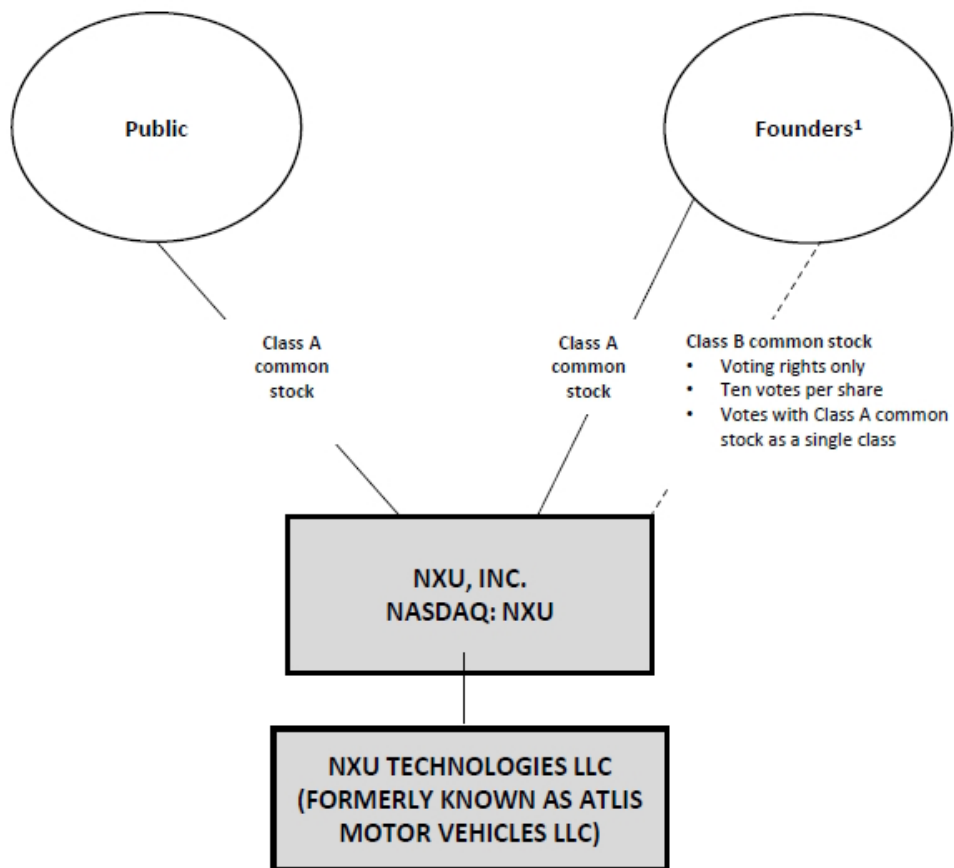 Public
Founders¹
Class A
common
stock
Class A
common
stock
Class B common stock
• Voting rights only
• Ten votes per share
• Votes with Class A common
stock as a single class
NXU, INC.
NASDAQ: NXU
NXU TECHNOLOGIES LLC
(FORMERLY KNOWN AS ATLIS
MOTOR VEHICLES LLC)